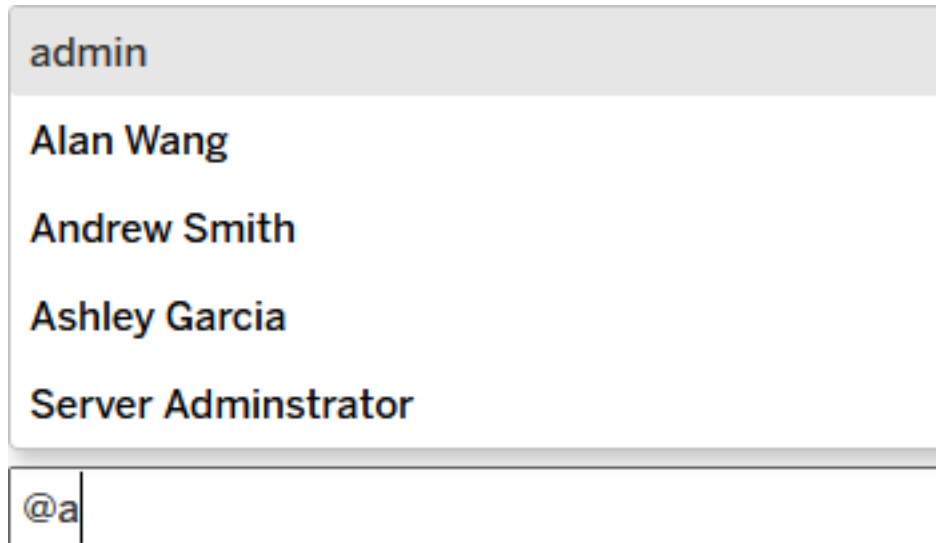 admin
Alan Wang
Andrew Smith
Ashley Garcia
Server Adminstrator
@a